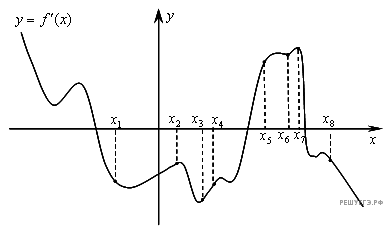 y = f'(x)
y
x₁ x₂ x₃ x₄ x₅ x₆ x₇ x₈
x
РЕШУЕГЭ.РФ